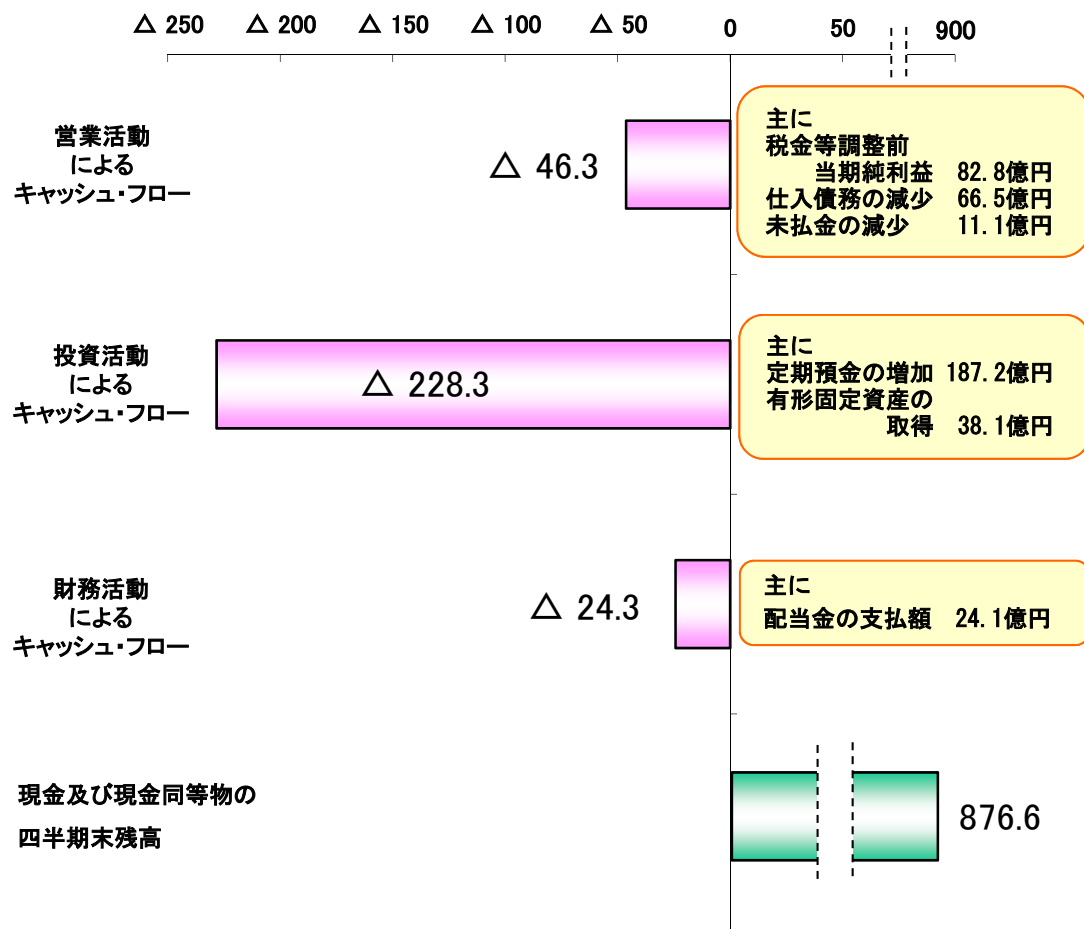 △ 250 △ 200 △ 150 △ 100 △ 50 0 50 900
営業活動
による
キャッシュ・フロー
△ 46.3
主に
税金等調整前
当期純利益 82.8億円
仕入債務の減少 66.5億円
未払金の減少 11.1億円
投資活動
による
キャッシュ・フロー
△ 228.3
主に
定期預金の増加 187.2億円
有形固定資産の
取得 38.1億円
財務活動
による
キャッシュ・フロー
△ 24.3
主に
配当金の支払額 24.1億円
現金及び現金同等物の
四半期末残高
876.6